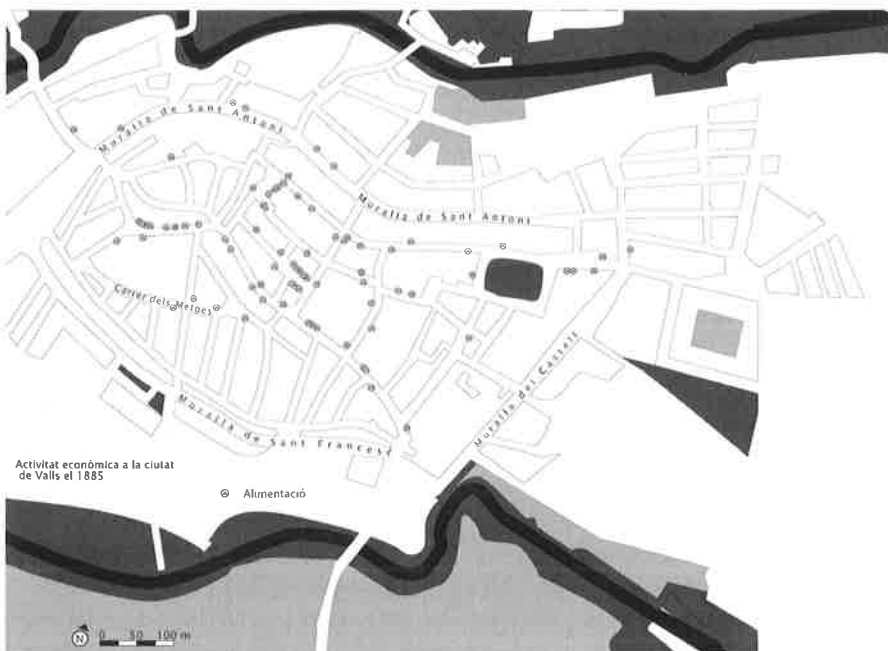 Muralla de Sant Antoni
Muralla de Sant Antoni
Carrer dels Metges
Muralla del Castell
Muralla de Sant Francesc
Activitat econòmica a la ciutat
de Valls el 1885
Alimentació
N 0 50 100 m